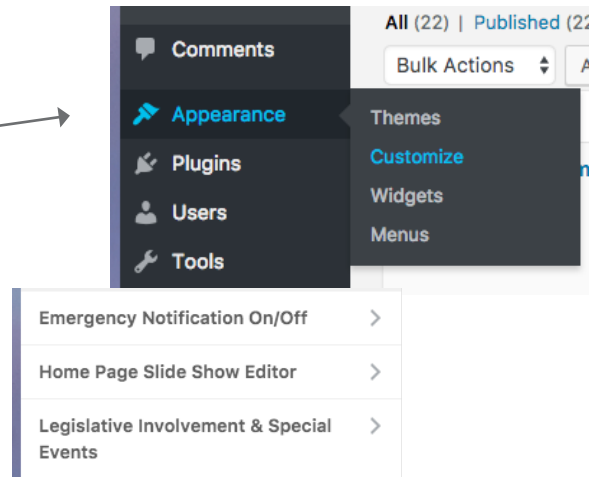 All (22) | Published (22
Comments
Bulk Actions
Appearance
Themes
Customize
Plugins
Widgets
Users
Menus
Tools
Emergency Notification On/Off
Home Page Slide Show Editor
Legislative Involvement & Special
Events